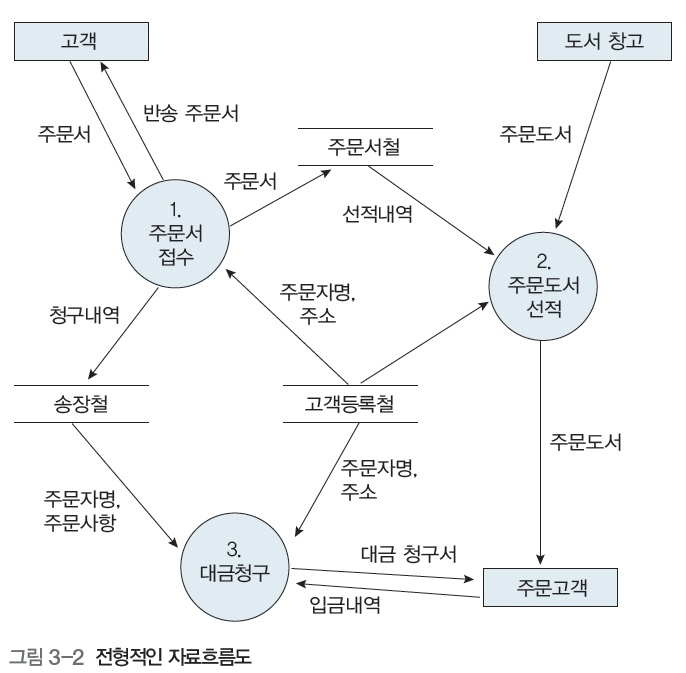 고객
도서 창고
반송 주문서
주문서
주문도서
주문서철
주문서
선적내역
1.
주문서
접수
2.
주문도서
선적
주문자명,
주소
청구내역
송장철
고객등록철
주문도서
주문자명,
주소
주문자명,
주문사항
3.
대금청구
대금 청구서
주문고객
입금내역
그림 3-2 전형적인 자료흐름도